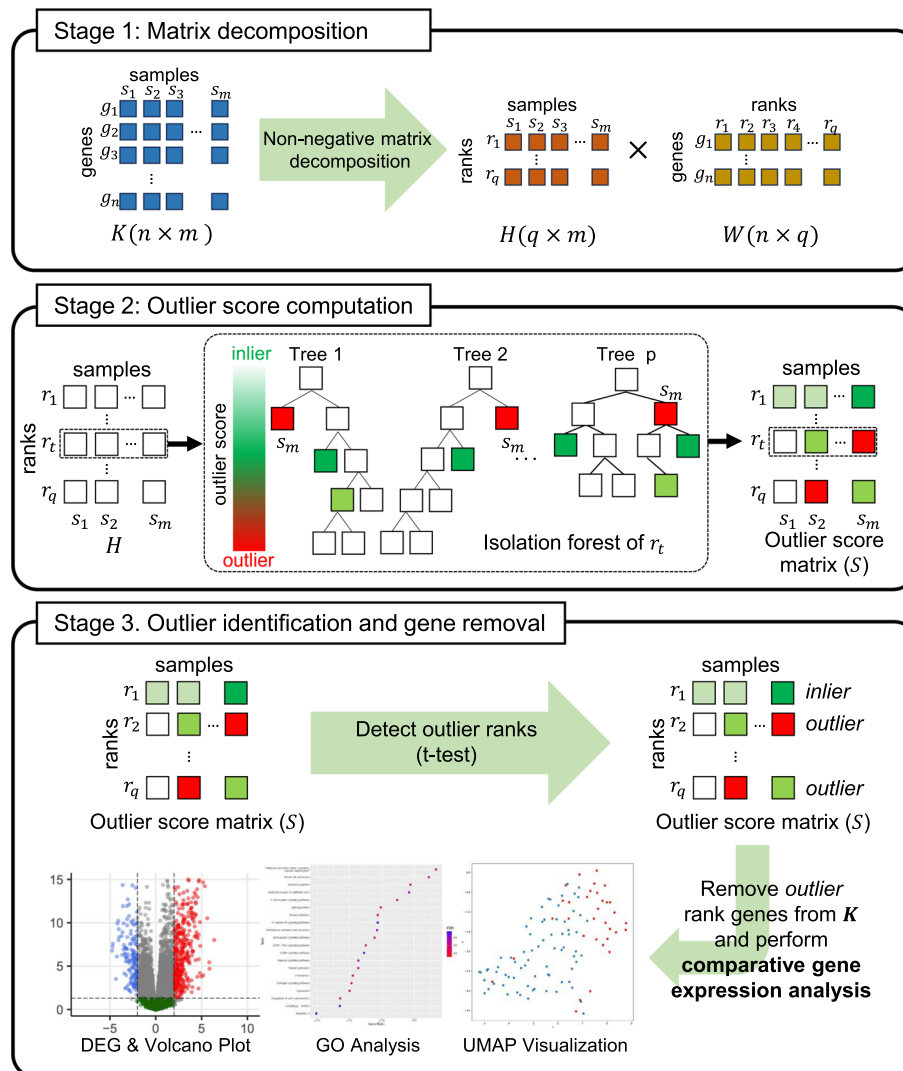 Stage 1: Matrix decomposition
samples
s1 s2 s3 sm
genes
g1
g2 ...
g3
⋮
gn
K(n × m )
Non-negative matrix
decomposition
samples
s1 s2 s3 sm
ranks
r1 ...
⋮
rq
H(q × m)
×
ranks
r1 r2 r3 r4 rq
genes
g1 ...
⋮
gn
W(n × q)
Stage 2: Outlier score computation
samples
ranks
r1 ...
⋮
rt ...
⋮
rq
s1 s2 sm
H
inlier
outlier score
outlier
Tree 1
sm
Tree 2
sm
...
Tree p
sm
Isolation forest of rt
samples
ranks
r1 ...
⋮
rt ...
⋮
rq
s1 s2 sm
Outlier score
matrix (S)
Stage 3. Outlier identification and gene removal
samples
ranks
r1
r2 ...
⋮
rq
Outlier score matrix (S)
Detect outlier ranks
(t-test)
samples
ranks
r1 inlier
r2 ... outlier
⋮
rq outlier
Outlier score matrix (S)
Remove outlier
rank genes from K
and perform
comparative gene
expression analysis
15
10
5
0
−5 0 5 10
DEG & Volcano Plot
GO Analysis
UMAP Visualization